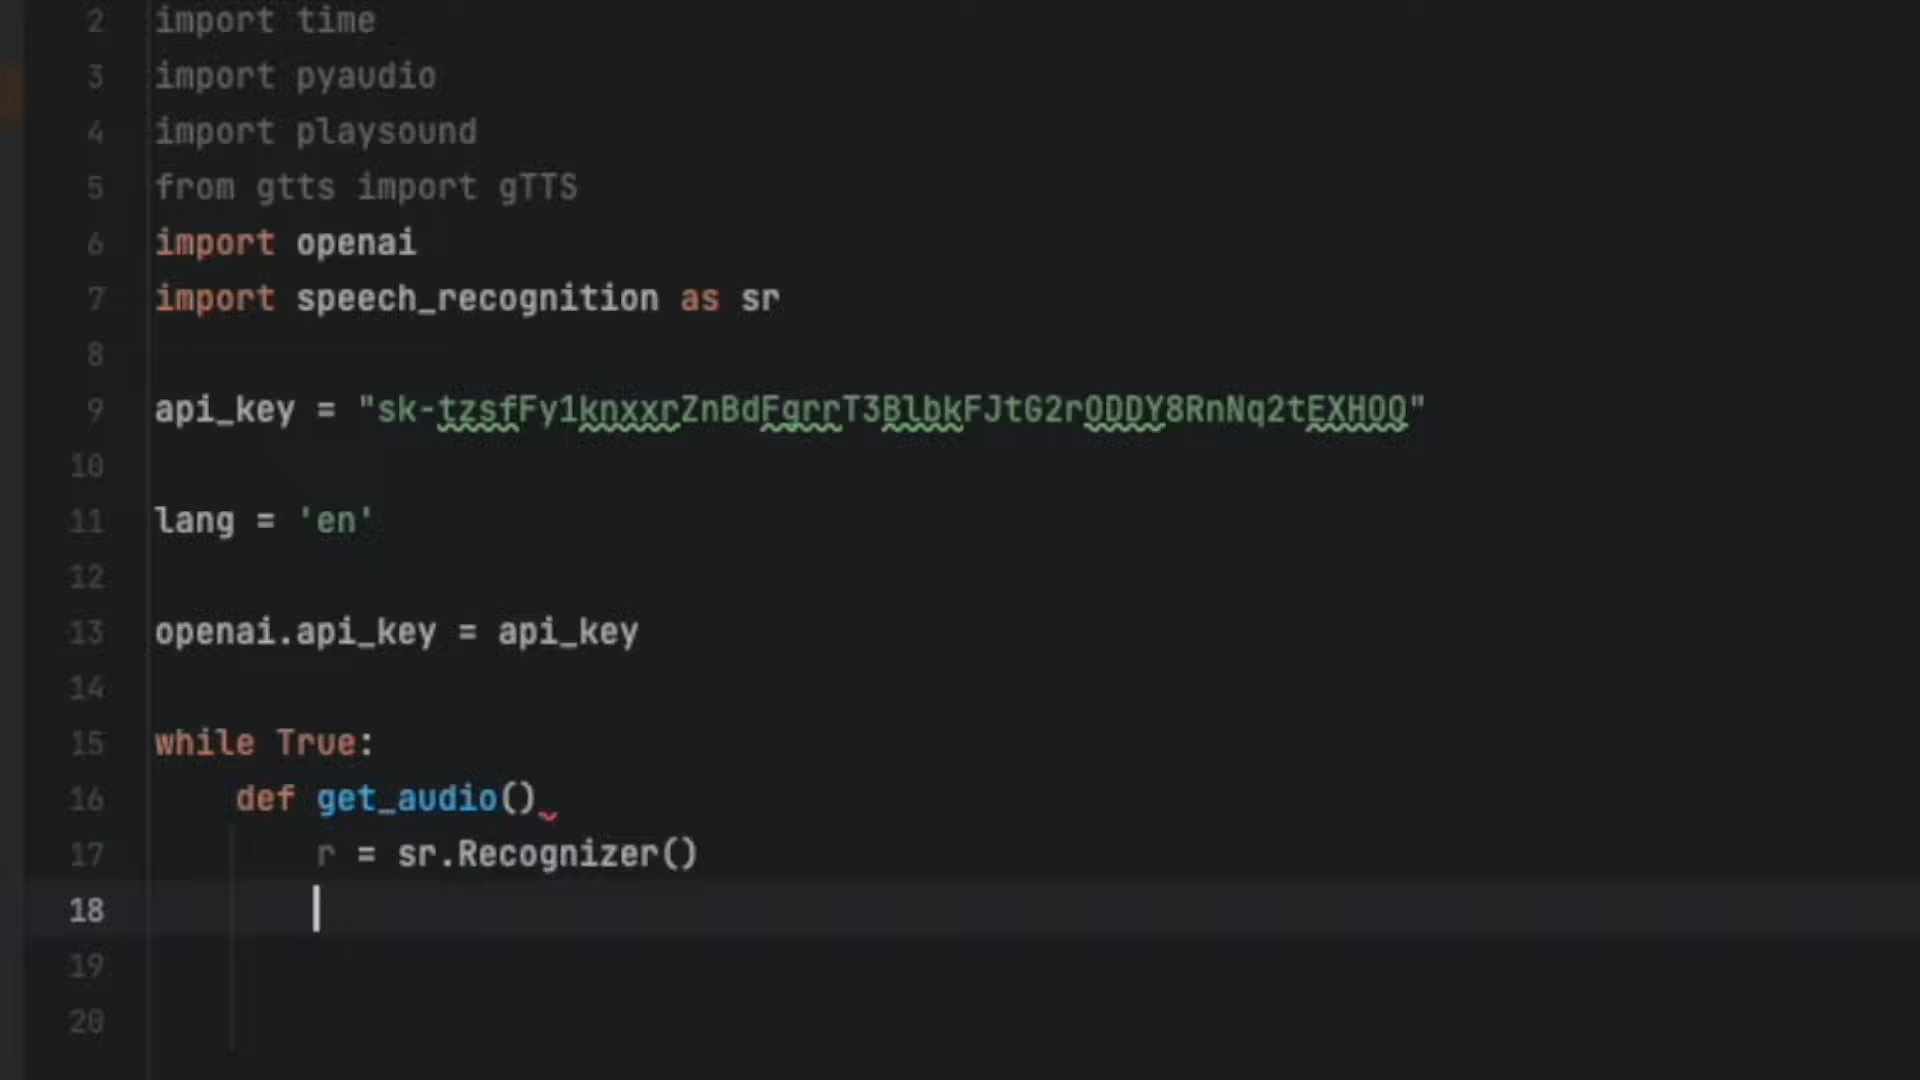 2 import time
3 import pyaudio
4 import playsound
5 from gtts import gTTS
6 import openai
7 import speech_recognition as sr
8
9 api_key = "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"
10
11 lang = 'en'
12
13 openai.api_key = api_key
14
15 while True:
16     def get_audio()
17         r = sr.Recognizer()
18
19
20